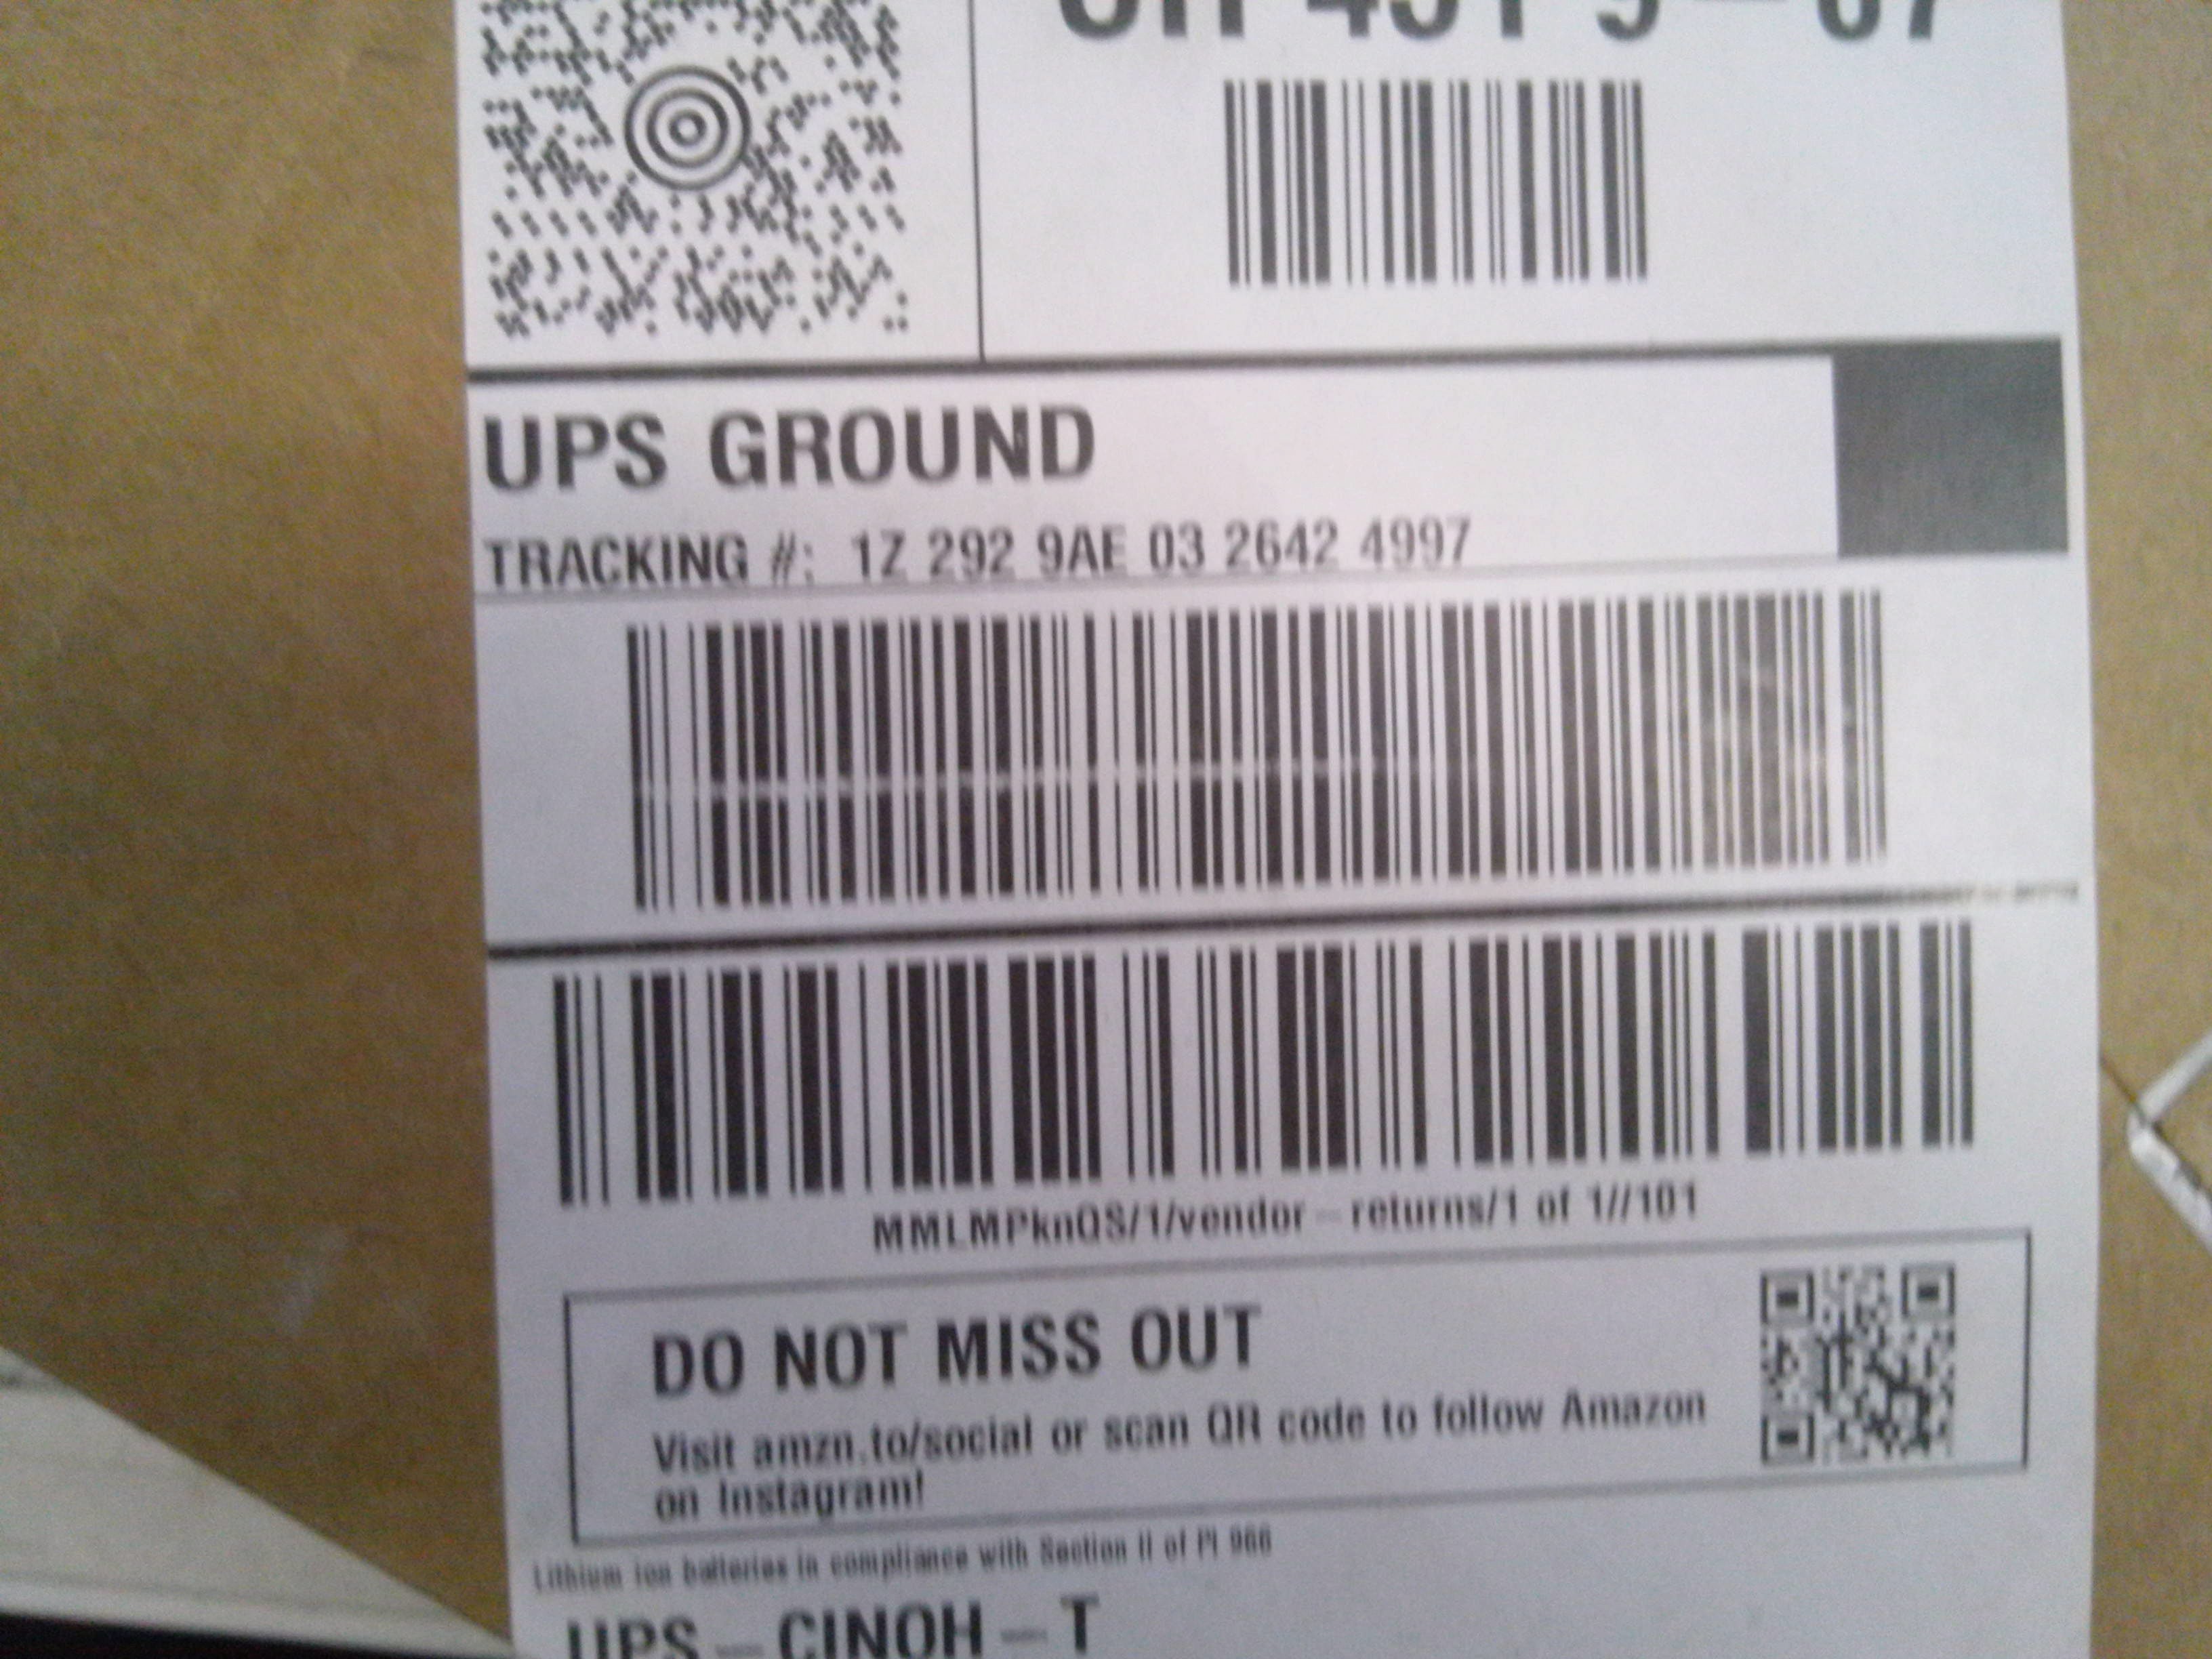 UPS GROUND
TRACKING #: 1Z 292 9AE 03 2642 4997
MMLMPknQS/1/vendor - returns/1 of 1//101
DO NOT MISS OUT
Visit amzn.to/social or scan QR code to follow Amazon
on Instagram!
Lithium ion batteries in compliance with Section II of PI 966
UPS - CINOH - T